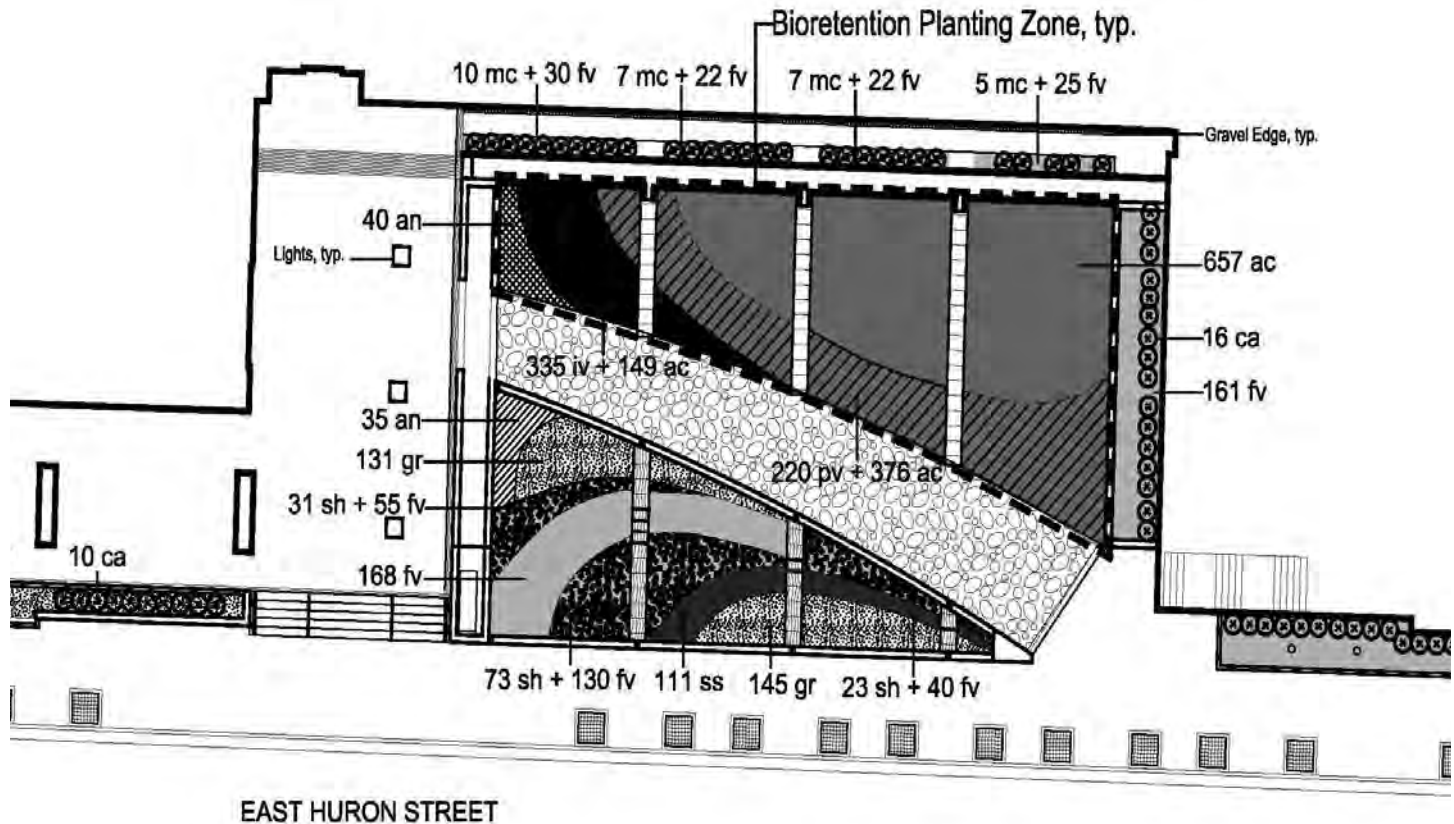 Bioretention Planting Zone, typ.
10 mc + 30 fv
7 mc + 22 fv
7 mc + 22 fv
5 mc + 25 fv
Gravel Edge, typ.
40 an
Lights, typ.
657 ac
16 ca
161 fv
335 iv + 149 ac
35 an
131 gr
220 pv + 376 ac
31 sh + 55 fv
10 ca
168 fv
73 sh + 130 fv
111 ss
145 gr
23 sh + 40 fv
EAST HURON STREET